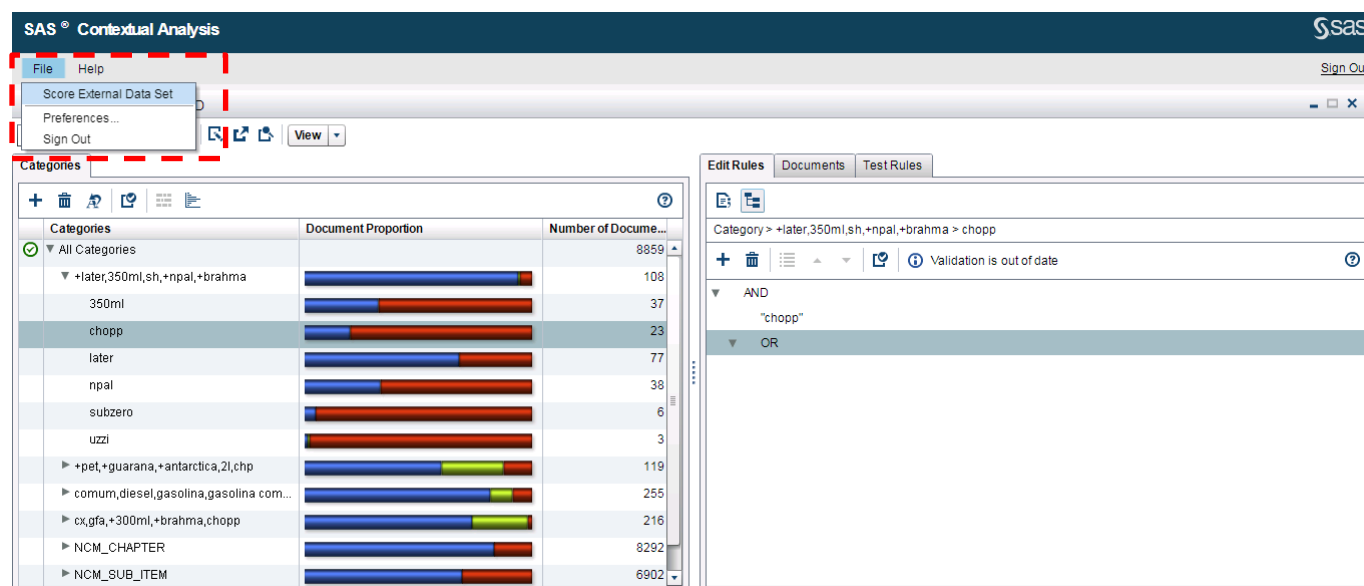 SAS ® Contextual Analysis
sas
File Help
Sign Ou
Score External Data Set
Preferences...
Sign Out
View
Categories
Edit Rules Documents Test Rules
Categories Document Proportion Number of Docume...
Category > +later,350ml,sh,+npal,+brahma > chopp
All Categories 8859
Validation is out of date
+later,350ml,sh,+npal,+brahma 108
350ml 37
AND
chopp 23
"chopp"
later 77
OR
npal 38
subzero 6
uzzi 3
+pet,+guarana,+antarctica,2l,chp 119
comum,diesel,gasolina,gasolina com... 255
cx,gfa,+300ml,+brahma,chopp 216
NCM_CHAPTER 8292
NCM_SUB_ITEM 6902